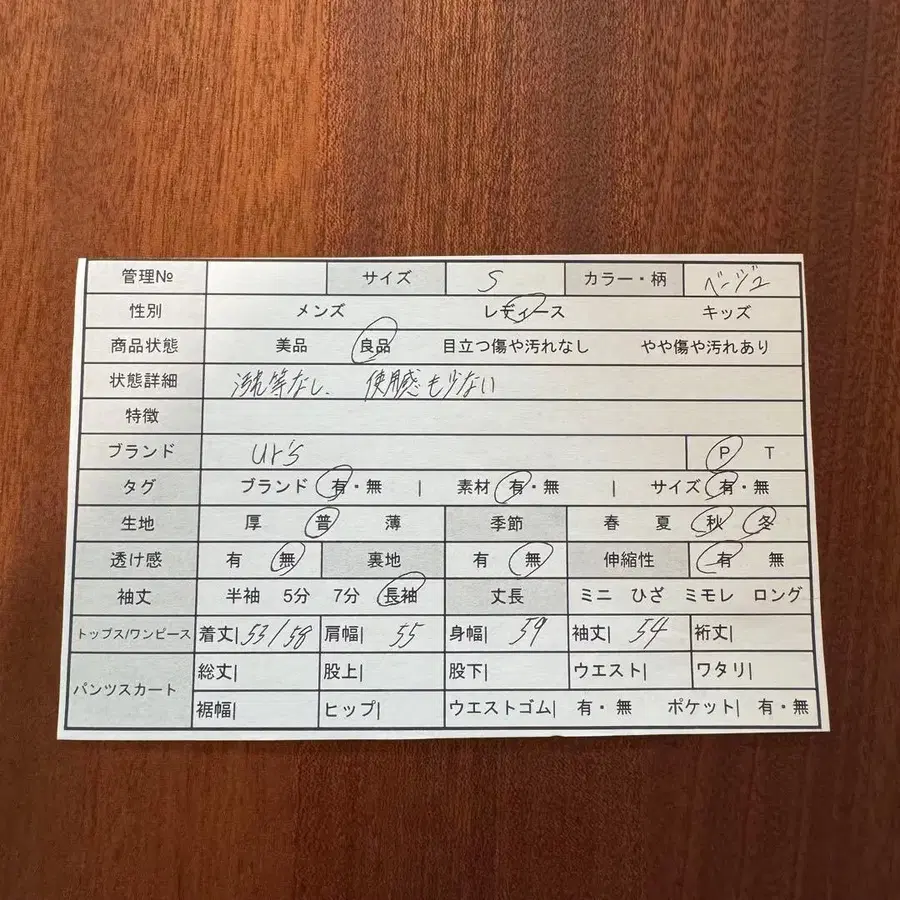 管理№ サイズ S カラー・柄 ベージュ
性別 メンズ レディース キッズ
商品状態 美品 良品 目立つ傷や汚れなし やや傷や汚れあり
状態詳細 汚れ等なし、使用感も少ない
特徴
ブランド ur's P T
タグ ブランド 有・無 | 素材 有・無 | サイズ 有・無
生地 厚 普 薄 季節 春 夏 秋 冬
透け感 有 無 裏地 有 無 伸縮性 有 無
袖丈 半袖 5分 7分 長袖 丈長 ミニ ひざ ミモレ ロング
トップス/ワンピース 着丈| 53/58 肩幅| 55 身幅| 59 袖丈| 54 裄丈|
パンツスカート 総丈| 股上| 股下| ウエスト| ワタリ|
裾幅| ヒップ| ウエストゴム| 有・無 ポケット| 有・無